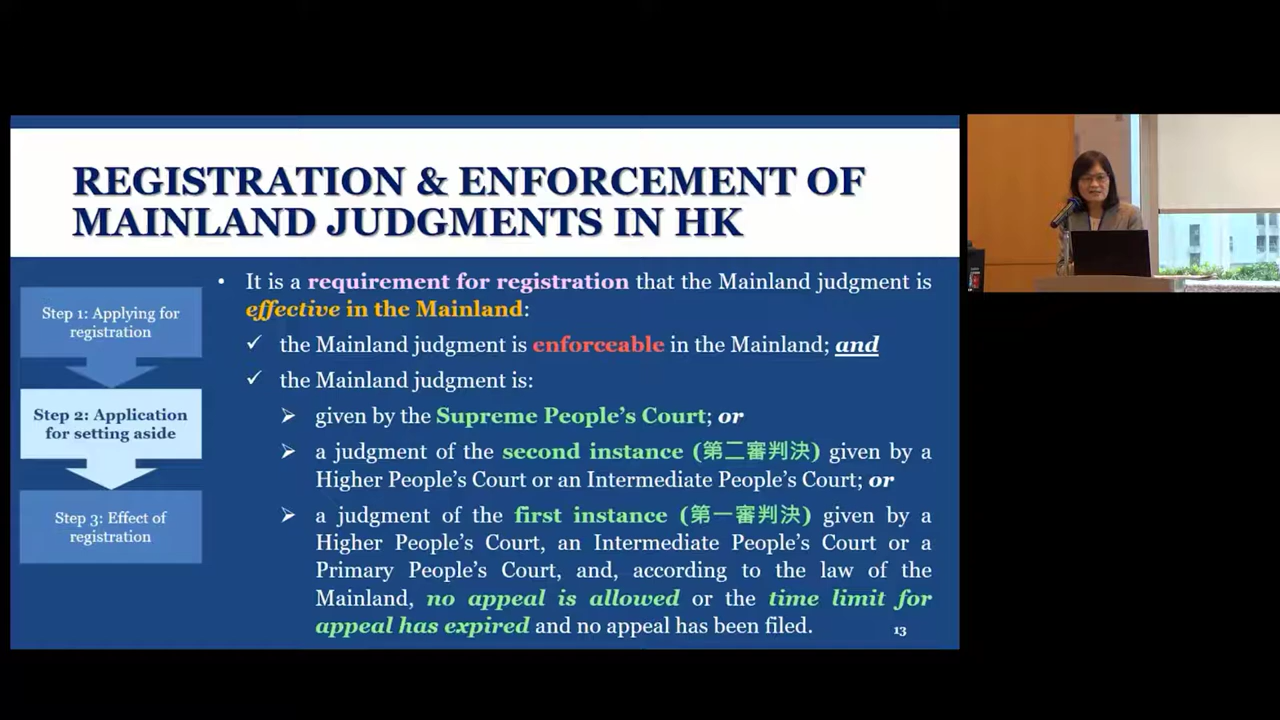 REGISTRATION & ENFORCEMENT OF
MAINLAND JUDGMENTS IN HK
Step 1: Applying for
registration
Step 2: Application
for setting aside
Step 3: Effect of
registration
• It is a requirement for registration that the Mainland judgment is
effective in the Mainland:
✓ the Mainland judgment is enforceable in the Mainland; and
✓ the Mainland judgment is:
➢ given by the Supreme People's Court; or
➢ a judgment of the second instance (第二審判決) given by a
Higher People's Court or an Intermediate People's Court; or
➢ a judgment of the first instance (第一審判決) given by a
Higher People's Court, an Intermediate People's Court or a
Primary People's Court, and, according to the law of the
Mainland, no appeal is allowed or the time limit for
appeal has expired and no appeal has been filed.
13